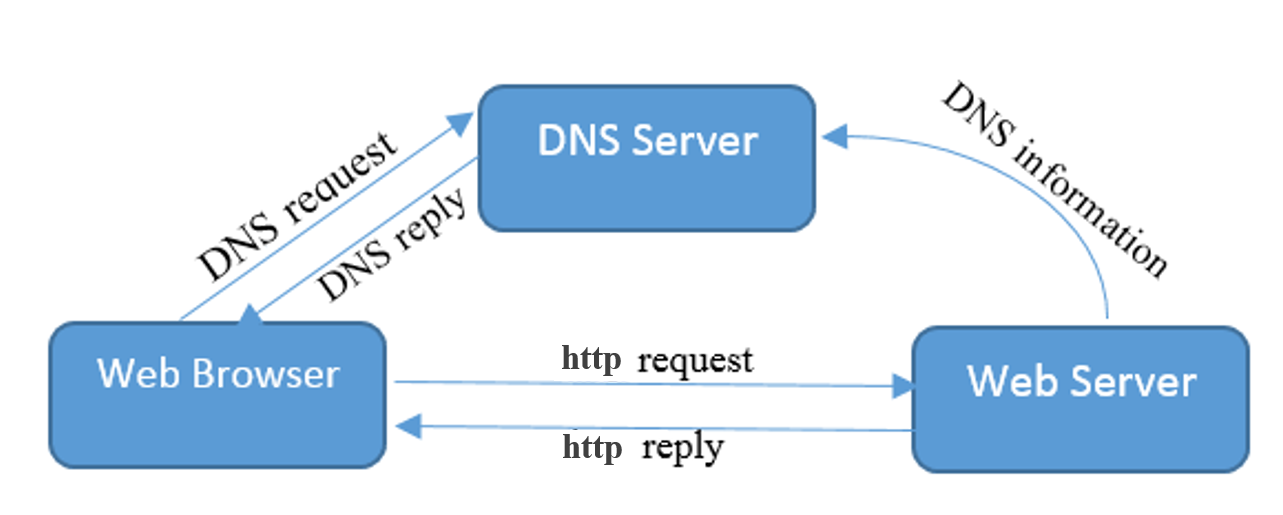 DNS Server
DNS request
DNS reply
DNS information
Web Browser
http request
Web Server
http reply